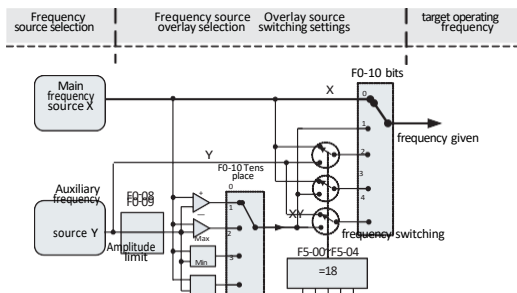 Frequency
source selection
Frequency source
overlay selection
Overlay source
switching settings
target operating
frequency
F0-10 bits
Main
frequency
source X
X
0
1
2
3
4
frequency given
Y
F0-10 Tens
place
0
1
2
3
Auxiliary
frequency
source Y
F0-08
F0-09
Amplitude
limit
+
—
Max
Min
XY
frequency switching
F5-00~F5-04
=18